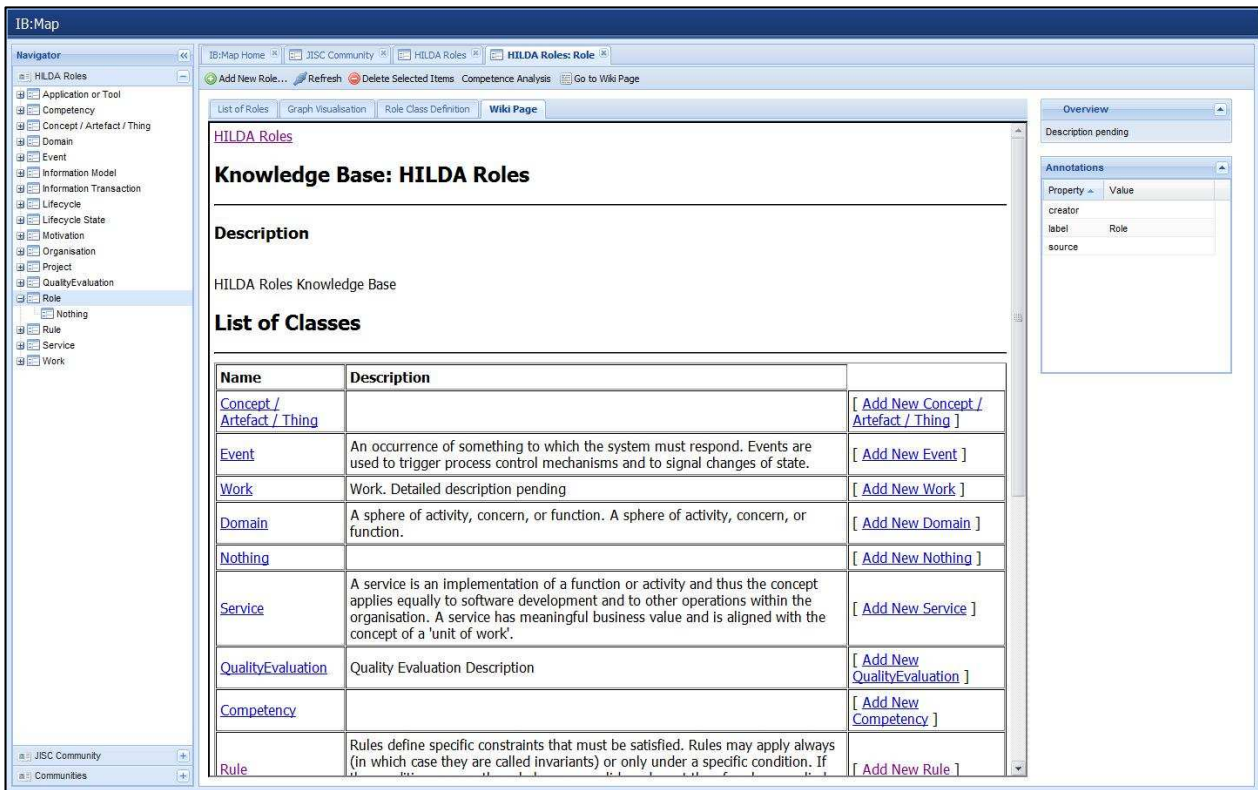 IB:Map
Navigator
HILDA Roles
Application or Tool
Competency
Concept / Artefact / Thing
Domain
Event
Information Model
Information Transaction
Lifecycle
Lifecycle State
Motivation
Organisation
Project
QualityEvaluation
Role
Nothing
Rule
Service
Work
JISC Community
Communities
IB:Map Home JISC Community HILDA Roles HILDA Roles: Role
Add New Role... Refresh Delete Selected Items Competence Analysis Go to Wiki Page
List of Roles Graph Visualisation Role Class Definition Wiki Page
HILDA Roles
Knowledge Base: HILDA Roles
Description
HILDA Roles Knowledge Base
List of Classes
Name Description
Concept / Artefact / Thing [ Add New Concept / Artefact / Thing ]
Event An occurrence of something to which the system must respond. Events are
used to trigger process control mechanisms and to signal changes of state. [ Add New Event ]
Work Work. Detailed description pending [ Add New Work ]
Domain A sphere of activity, concern, or function. A sphere of activity, concern, or
function. [ Add New Domain ]
Nothing [ Add New Nothing ]
Service A service is an implementation of a function or activity and thus the concept
applies equally to software development and to other operations within the
organisation. A service has meaningful business value and is aligned with the
concept of a 'unit of work'. [ Add New Service ]
QualityEvaluation Quality Evaluation Description [ Add New QualityEvaluation ]
Competency [ Add New Competency ]
Rule Rules define specific constraints that must be satisfied. Rules may apply always
(in which case they are called invariants) or only under a specific condition. If
[ Add New Rule ]
Overview
Description pending
Annotations
Property Value
creator
label Role
source